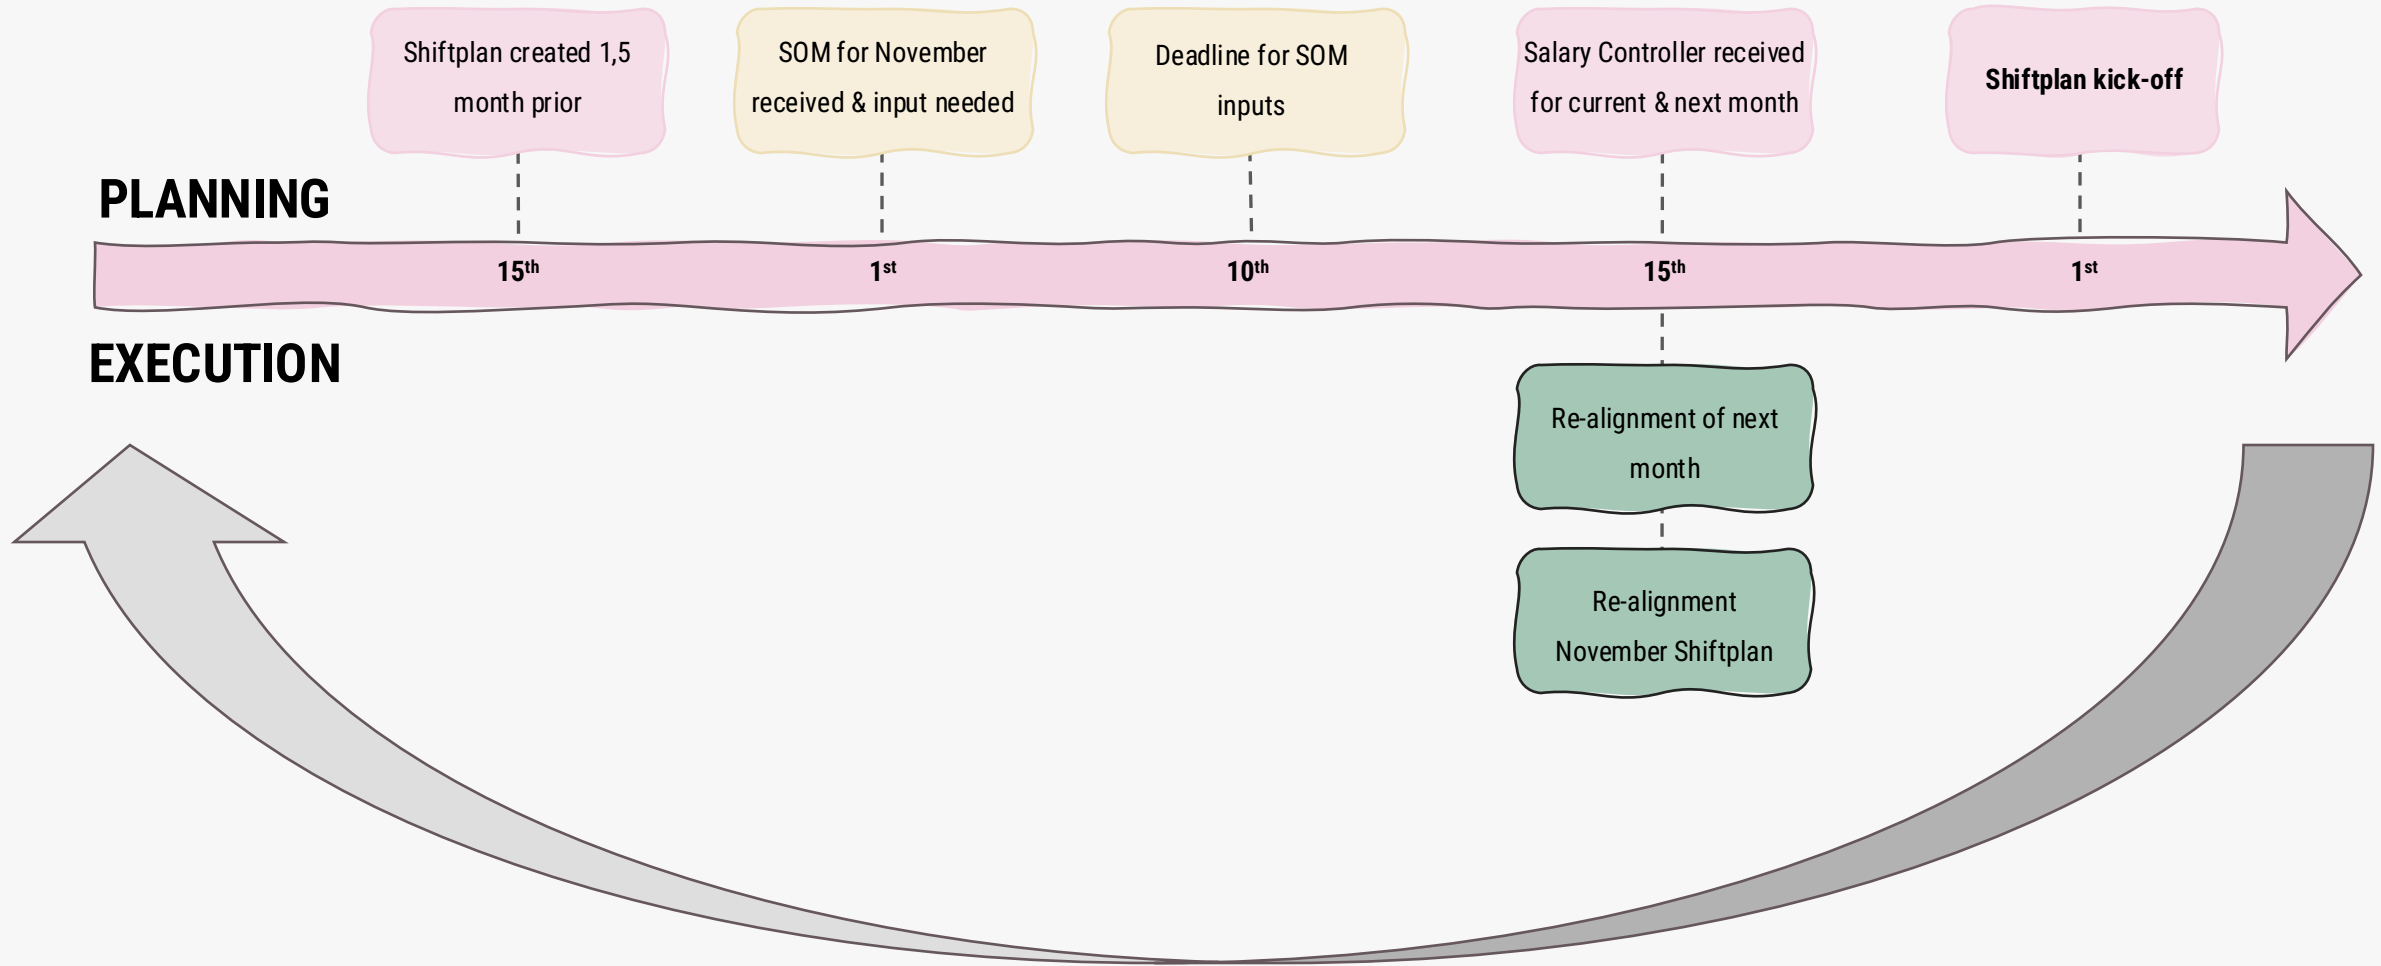 Shiftplan created 1,5
month prior
SOM for November
received & input needed
Deadline for SOM
inputs
Salary Controller received
for current & next month
Shiftplan kick-off
PLANNING
15th
1st
10th
15th
1st
EXECUTION
Re-alignment of next
month
Re-alignment
November Shiftplan